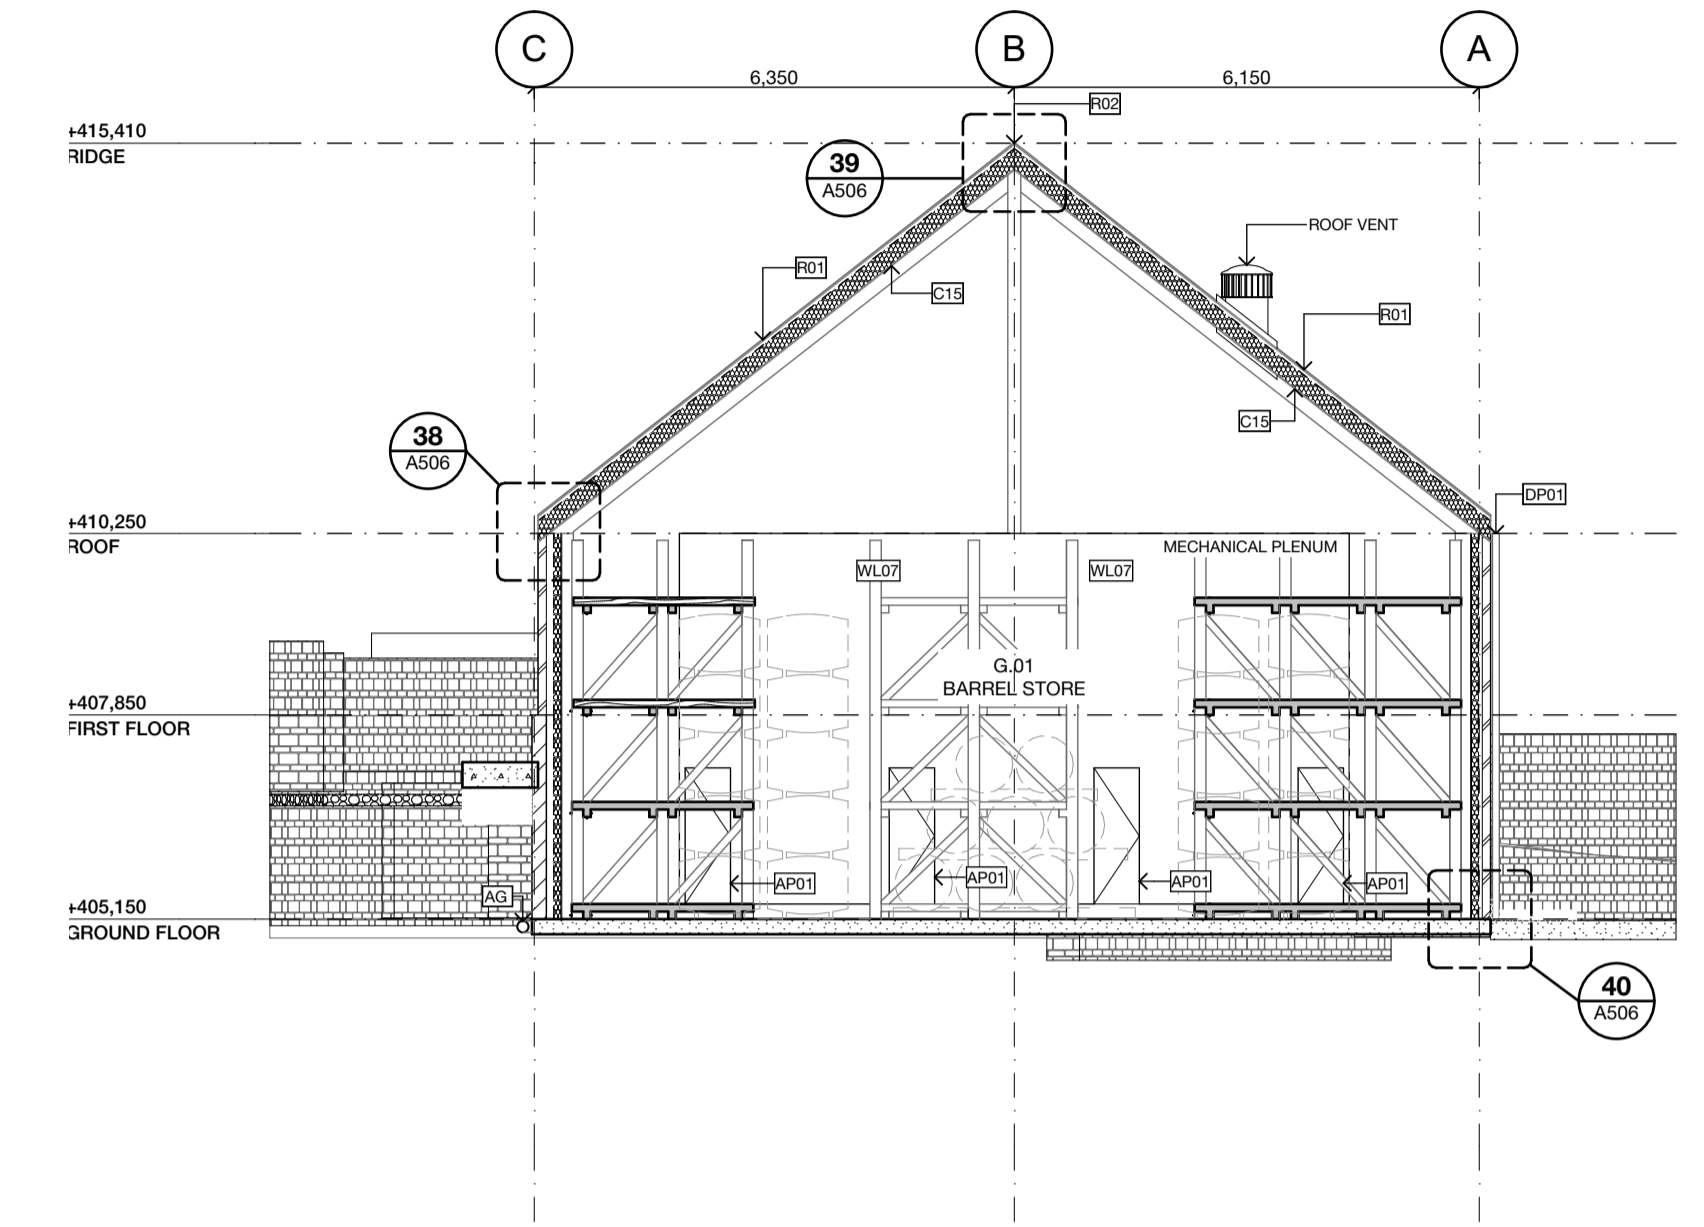 C
B
A
6,350
6,150
R02
+415,410
RIDGE
39
A506
ROOF VENT
R01
C15
R01
C15
38
A506
DP01
+410,250
ROOF
MECHANICAL PLENUM
WL07
WL07
G.01
BARREL STORE
+407,850
FIRST FLOOR
AP01
AP01
AP01
AP01
AG
+405,150
GROUND FLOOR
40
A506